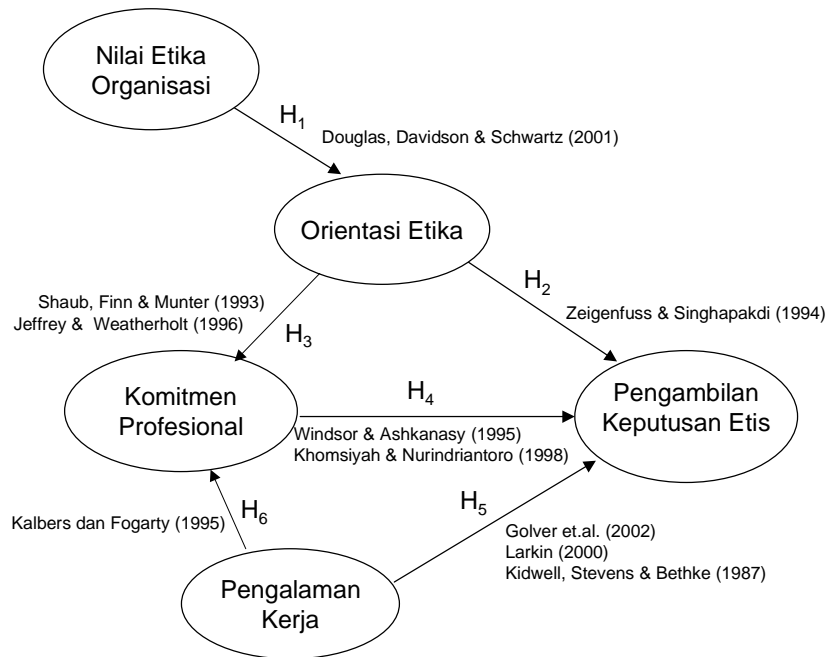 Nilai Etika
Organisasi
H₁
Douglas, Davidson & Schwartz (2001)
Orientasi Etika
Shaub, Finn & Munter (1993)
Jeffrey & Weatherholt (1996)
H₃
H₂
Zeigenfuss & Singhapakdi (1994)
Komitmen
Profesional
H₄
Windsor & Ashkanasy (1995)
Khomsiyah & Nurindriantoro (1998)
Pengambilan
Keputusan Etis
Kalbers dan Fogarty (1995)
H₆
H₅
Golver et.al. (2002)
Larkin (2000)
Kidwell, Stevens & Bethke (1987)
Pengalaman
Kerja